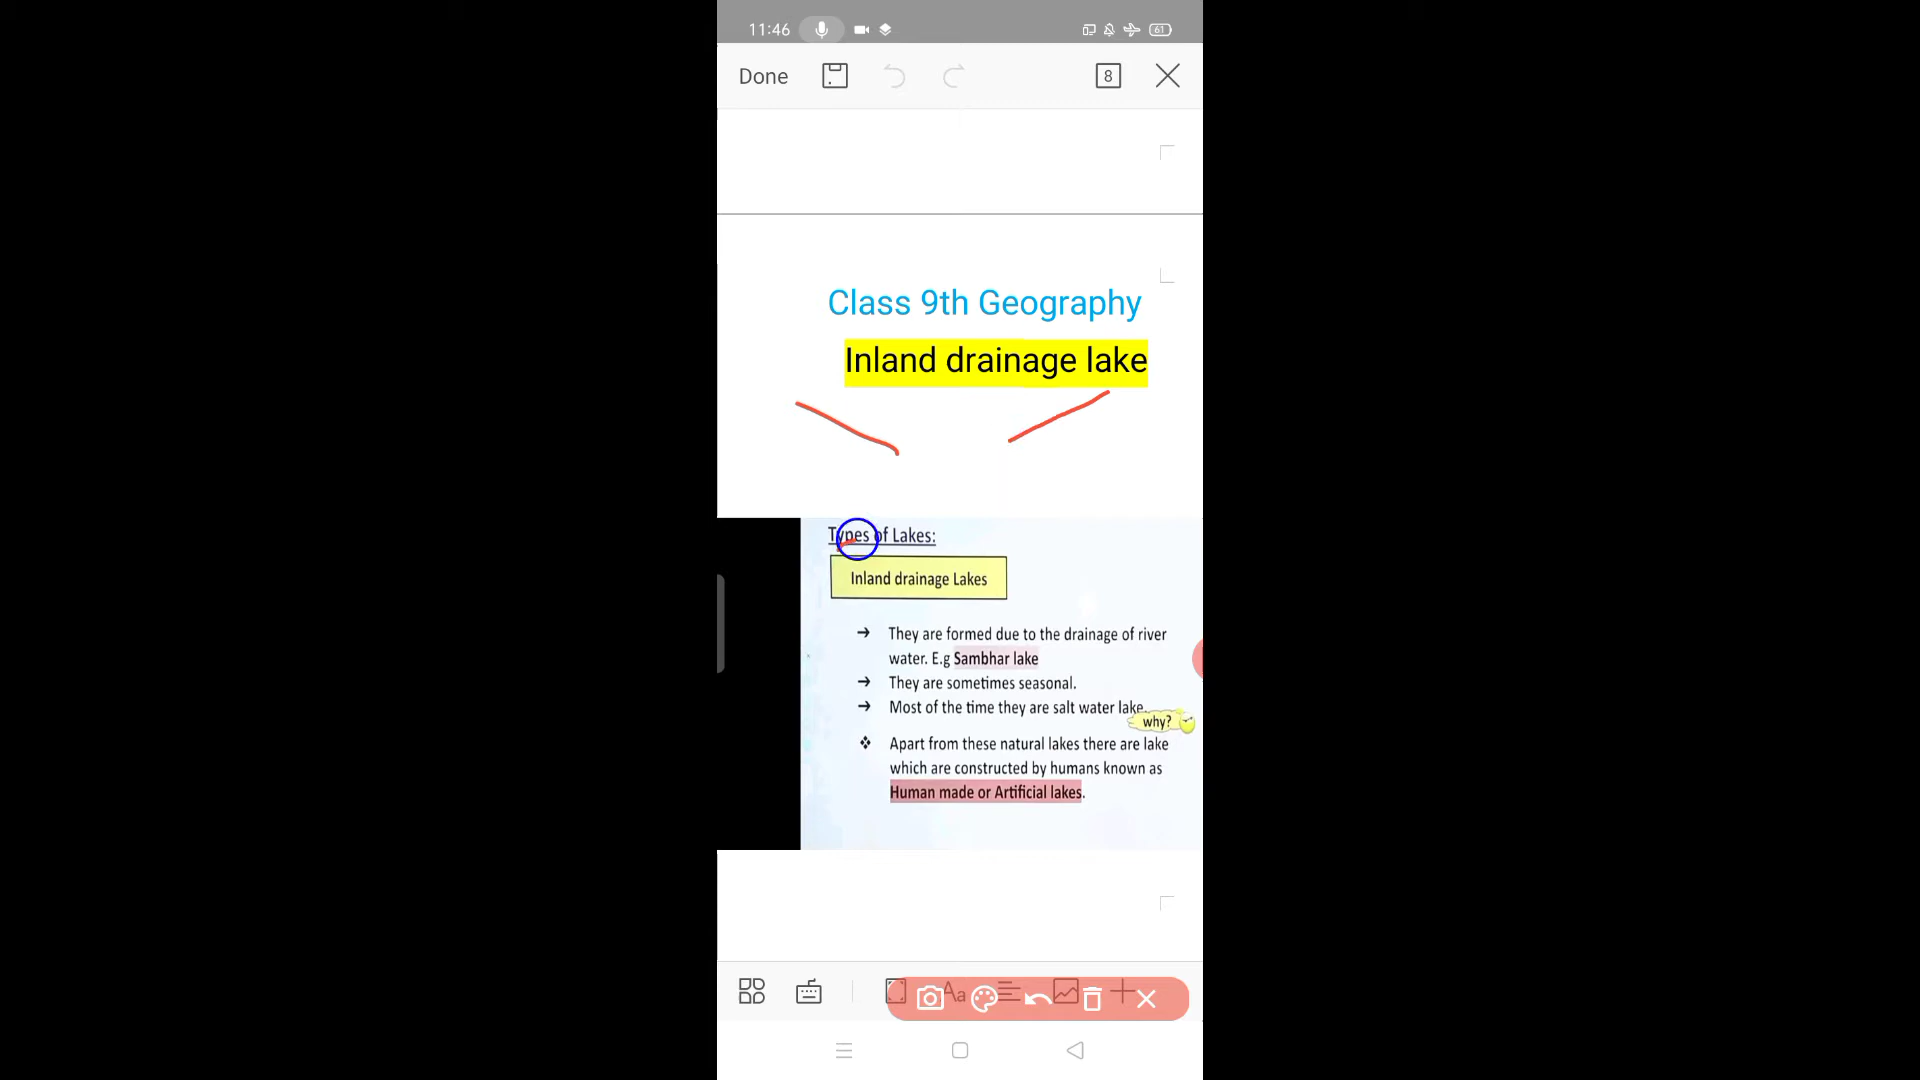 11:46
61
Done
8
Class 9th Geography
Inland drainage lake
Types of Lakes:
Inland drainage Lakes
→ They are formed due to the drainage of river
water. E.g Sambhar lake
→ They are sometimes seasonal.
→ Most of the time they are salt water lake.
why?
❖ Apart from these natural lakes there are lake
which are constructed by humans known as
Human made or Artificial lakes.
Aa